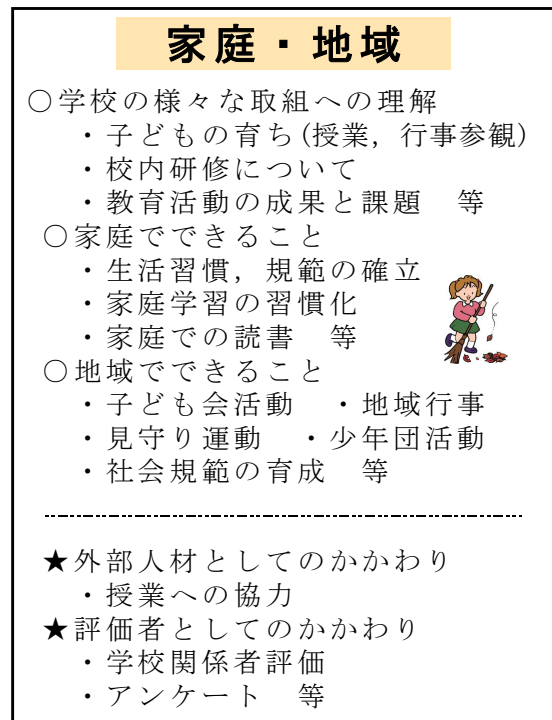 家庭・地域
○学校の様々な取組への理解
・子どもの育ち(授業，行事参観)
・校内研修について
・教育活動の成果と課題　等
○家庭でできること
・生活習慣，規範の確立
・家庭学習の習慣化
・家庭での読書　等
○地域でできること
・子ども会活動　・地域行事
・見守り運動　・少年団活動
・社会規範の育成　等
★外部人材としてのかかわり
・授業への協力
★評価者としてのかかわり
・学校関係者評価
・アンケート　等